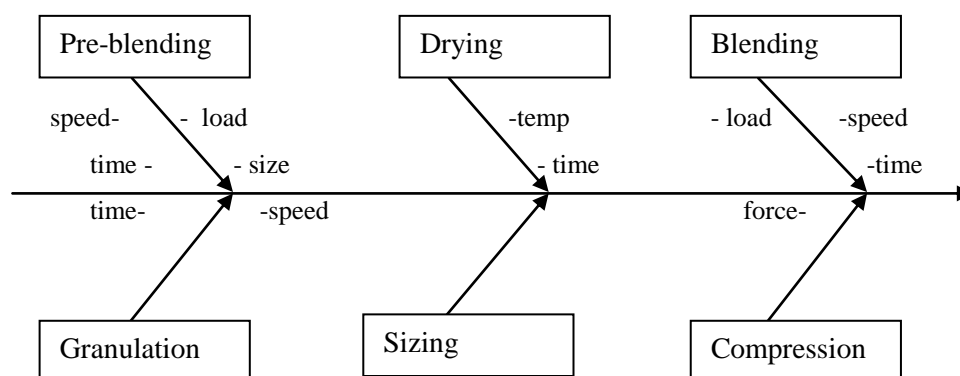 Pre-blending Drying Blending
speed- - load -temp - load -speed
time - - size - time -time
time- -speed force-
Granulation Sizing Compression